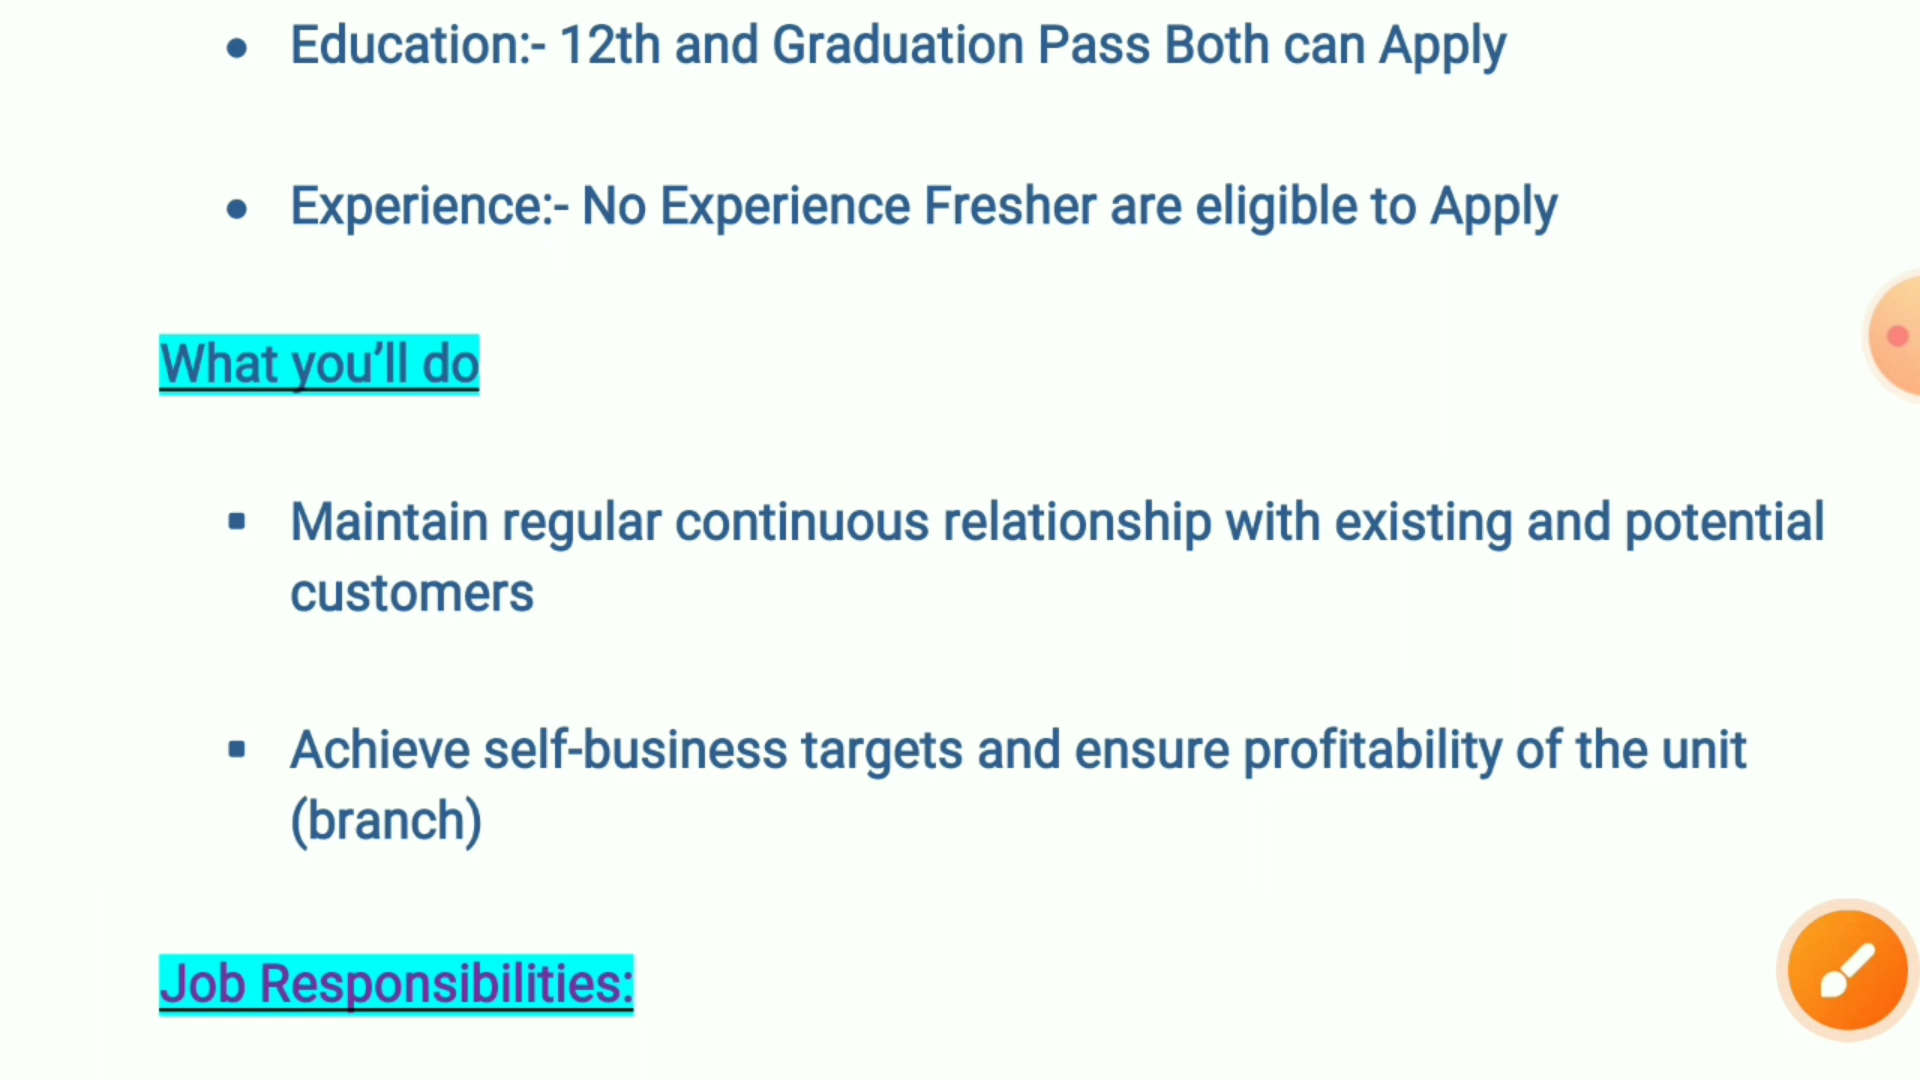 Education:- 12th and Graduation Pass Both can Apply
Experience:- No Experience Fresher are eligible to Apply
What you’ll do
Maintain regular continuous relationship with existing and potential
customers
Achieve self-business targets and ensure profitability of the unit
(branch)
Job Responsibilities: